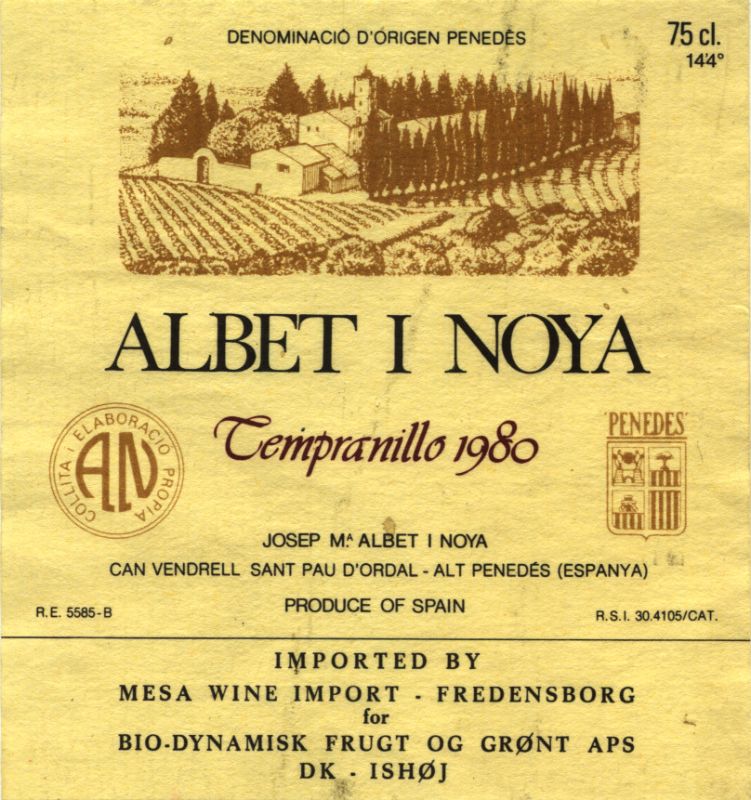 DENOMINACIÓ D'ORIGEN PENEDÈS
75 cl.
14'4°
ALBET I NOYA
COLLITA i ELABORACIÓ PROPIA
AN
Tempranillo 1980
'PENEDES'
JOSEP Mª ALBET I NOYA
CAN VENDRELL SANT PAU D'ORDAL - ALT PENEDÉS (ESPANYA)
R.E. 5585-B
PRODUCE OF SPAIN
R.S.I. 30.4105/CAT.
IMPORTED BY
MESA WINE IMPORT - FREDENSBORG
for
BIO-DYNAMISK FRUGT OG GRØNT APS
DK - ISHØJ